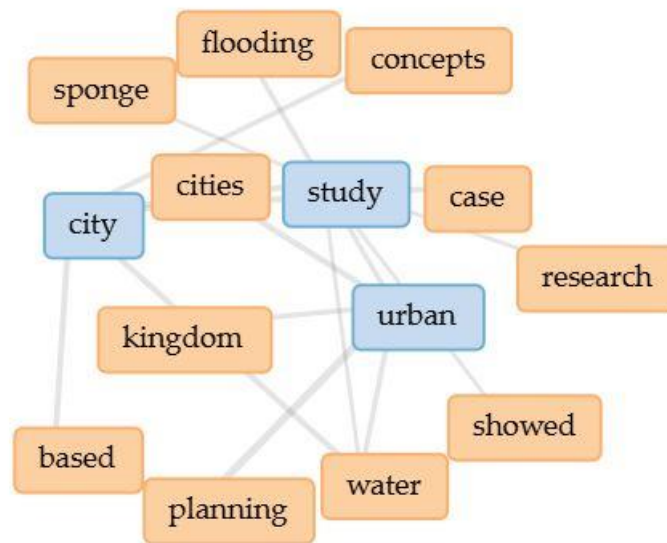 flooding
concepts
sponge
cities
study
case
city
research
urban
kingdom
showed
based
water
planning